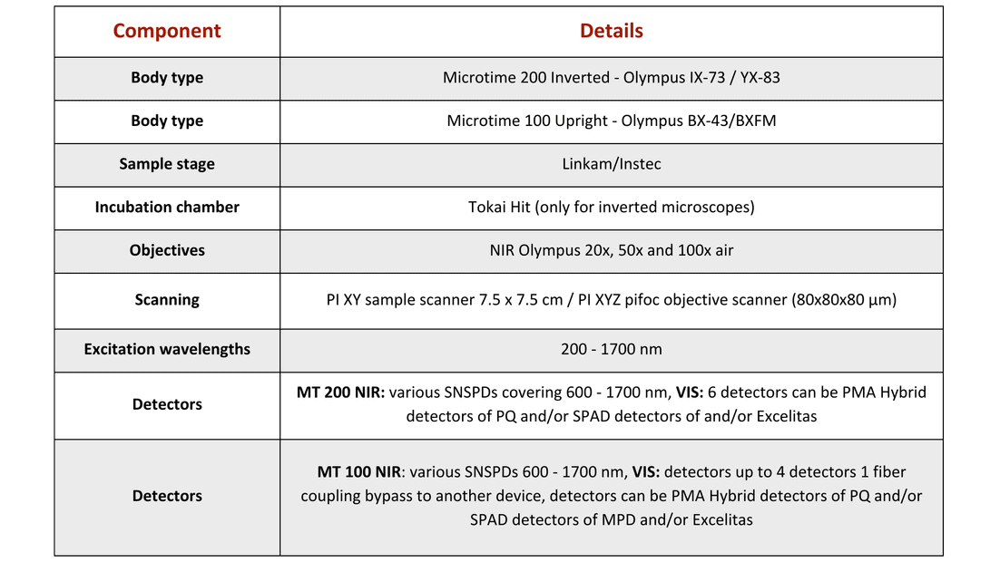 Component Details
Body type Microtime 200 Inverted - Olympus IX-73 / YX-83
Body type Microtime 100 Upright - Olympus BX-43/BXFM
Sample stage Linkam/Instec
Incubation chamber Tokai Hit (only for inverted microscopes)
Objectives NIR Olympus 20x, 50x and 100x air
Scanning PI XY sample scanner 7.5 x 7.5 cm / PI XYZ pifoc objective scanner (80x80x80 µm)
Excitation wavelengths 200 - 1700 nm
Detectors MT 200 NIR: various SNSPDs covering 600 - 1700 nm, VIS: 6 detectors can be PMA Hybrid
detectors of PQ and/or SPAD detectors of and/or Excelitas
Detectors MT 100 NIR: various SNSPDs 600 - 1700 nm, VIS: detectors up to 4 detectors 1 fiber
coupling bypass to another device, detectors can be PMA Hybrid detectors of PQ and/or
SPAD detectors of MPD and/or Excelitas